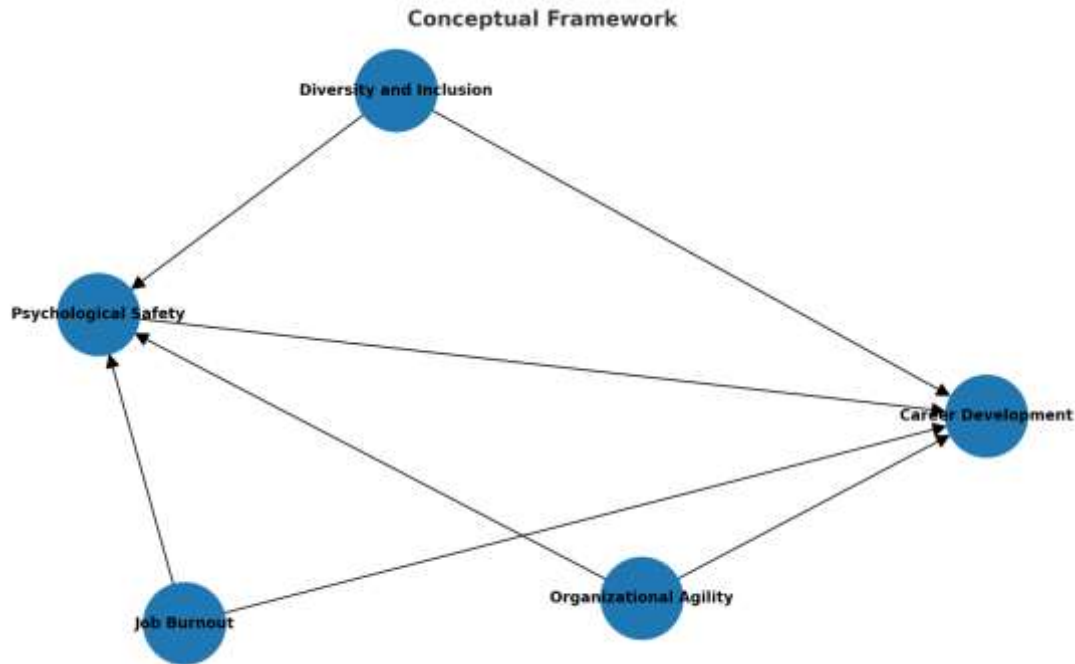 Conceptual Framework
Diversity and Inclusion
Psychological Safety
Career Development
Organizational Agility
Job Burnout